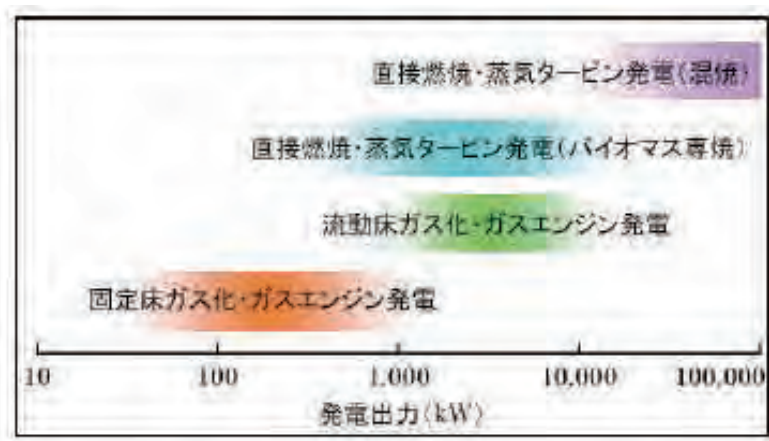 直接燃焼・蒸気タービン発電(混焼)
直接燃焼・蒸気タービン発電(バイオマス専焼)
流動床ガス化・ガスエンジン発電
固定床ガス化・ガスエンジン発電
10 100 1,000 10,000 100,000
発電出力(kW)